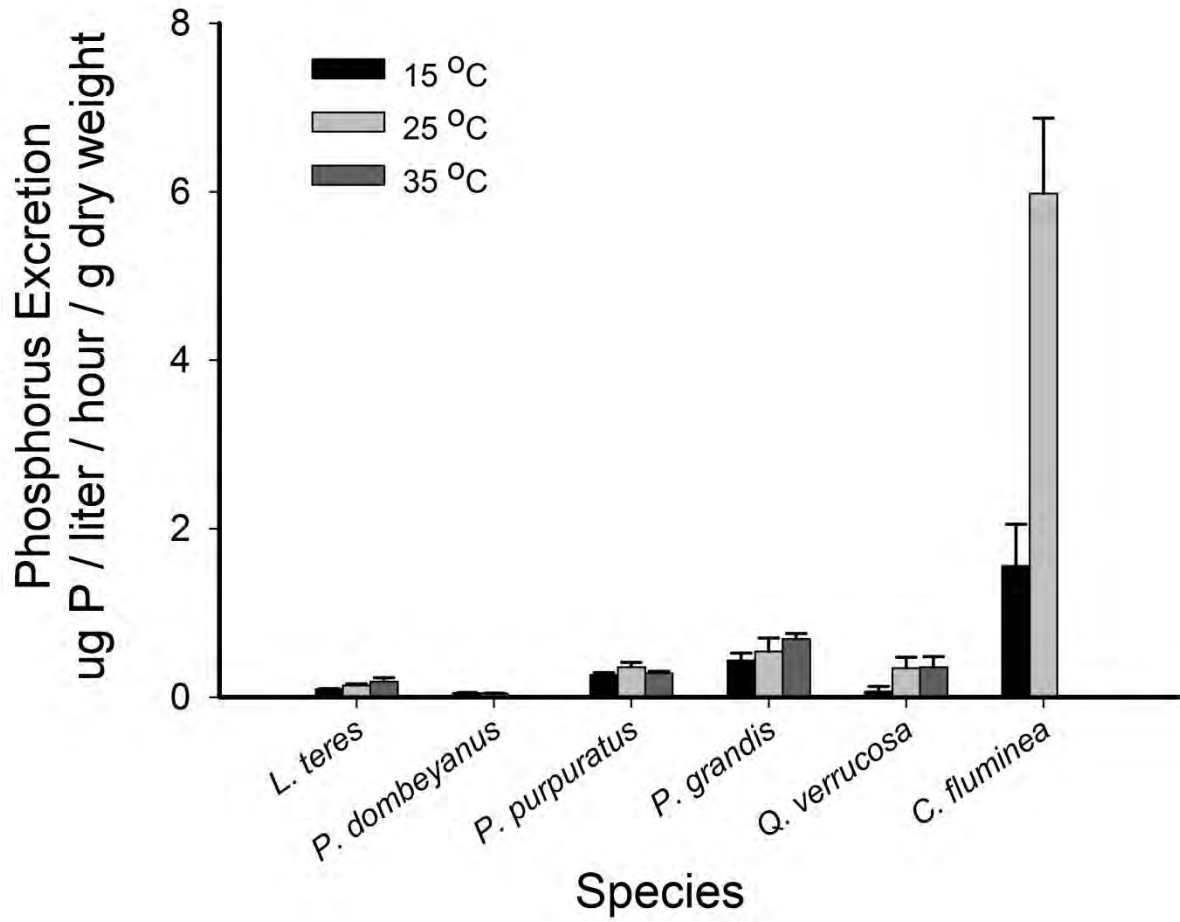 Phosphorus Excretion
ug P / liter / hour / g dry weight
8
6
4
2
0
15 °C
25 °C
35 °C
L. teres
P. dombeyanus
P. purpuratus
P. grandis
Q. verrucosa
C. fluminea
Species